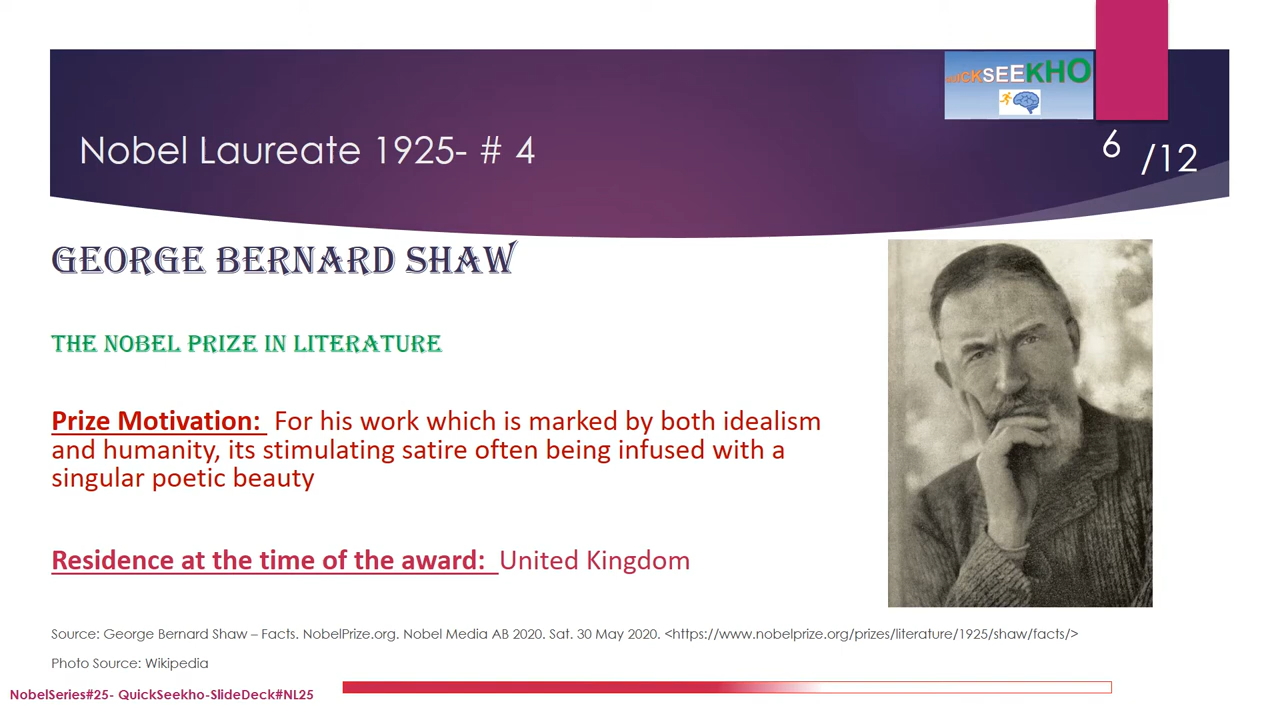 QUICKSEEKHO
Nobel Laureate 1925- # 4
6 /12
GEORGE BERNARD SHAW
THE NOBEL PRIZE IN LITERATURE
Prize Motivation: For his work which is marked by both idealism
and humanity, its stimulating satire often being infused with a
singular poetic beauty
Residence at the time of the award: United Kingdom
Source: George Bernard Shaw – Facts. NobelPrize.org. Nobel Media AB 2020. Sat. 30 May 2020. <https://www.nobelprize.org/prizes/literature/1925/shaw/facts/>
Photo Source: Wikipedia
NobelSeries#25- QuickSeekho-SlideDeck#NL25